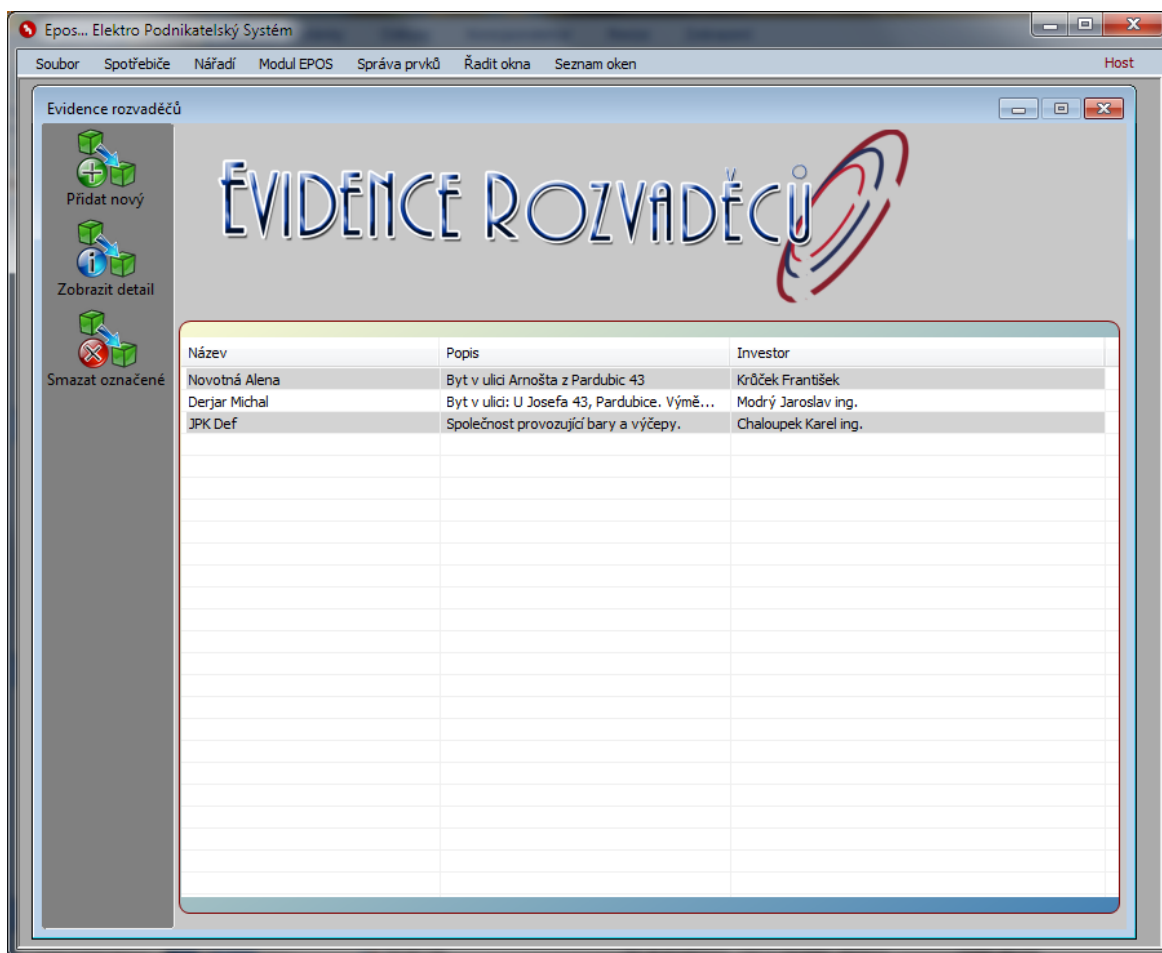 Epos... Elektro Podnikatelský Systém
Soubor Spotřebiče Nářadí Modul EPOS Správa prvků Řadit okna Seznam oken Host
Evidence rozvaděčů
Přidat nový
Zobrazit detail
Smazat označené
EVIDENCE ROZVADĚCŮ
Název Popis Investor
Novotná Alena Byt v ulici Arnošta z Pardubic 43 Krůček František
Derjar Michal Byt v ulici: U Josefa 43, Pardubice. Výmě... Modrý Jaroslav ing.
JPK Def Společnost provozující bary a výčepy. Chaloupek Karel ing.